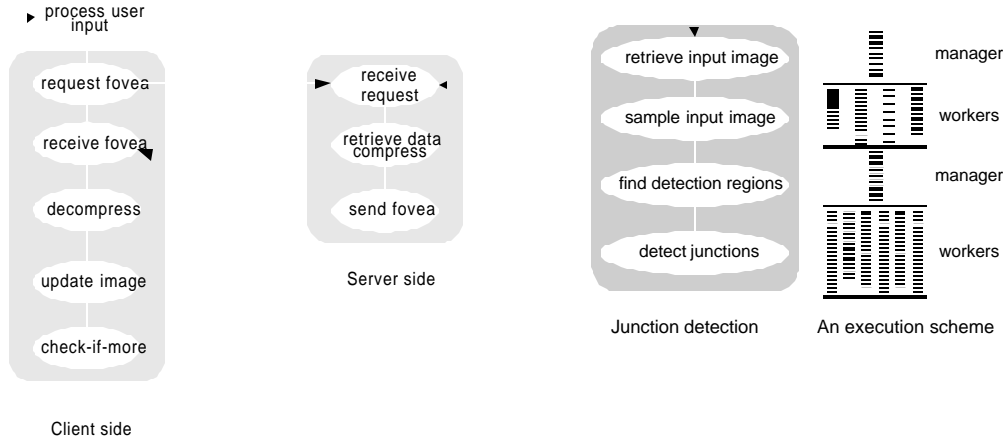 process user
input
request fovea
receive fovea
decompress
update image
check-if-more
Client side
receive
request
retrieve data
compress
send fovea
Server side
retrieve input image
sample input image
find detection regions
detect junctions
Junction detection
manager
workers
manager
workers
An execution scheme